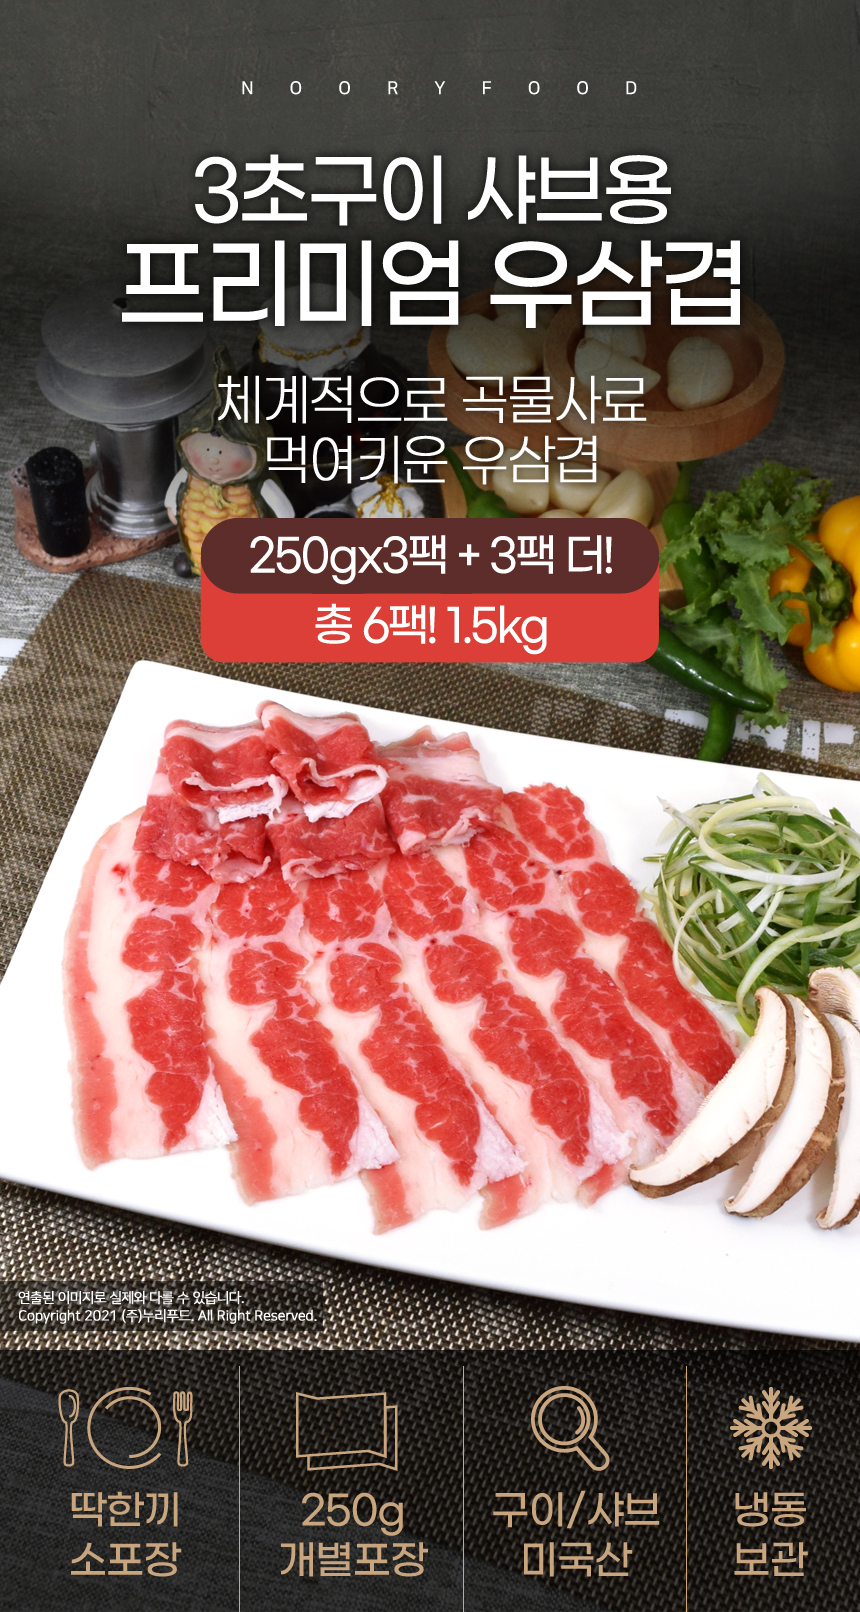 NOORYFOOD
3초구이 샤브용
프리미엄 우삼겹
체계적으로 곡물사료
먹여키운 우삼겹
250gx3팩 + 3팩 더!
총 6팩! 1.5kg
연출된 이미지로 실제와 다를 수 있습니다.
Copyright 2021 (주)누리푸드, All Right Reserved.
딱한끼
소포장
250g
개별포장
구이/샤브
미국산
냉동
보관